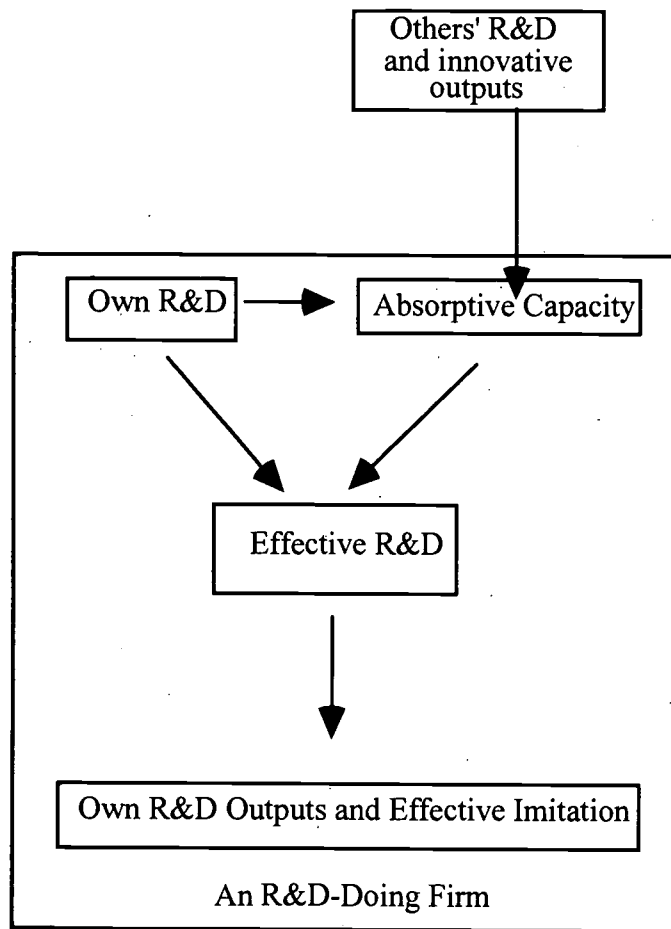 Others' R&D
and innovative
outputs
Own R&D
Absorptive Capacity
Effective R&D
Own R&D Outputs and Effective Imitation
An R&D-Doing Firm